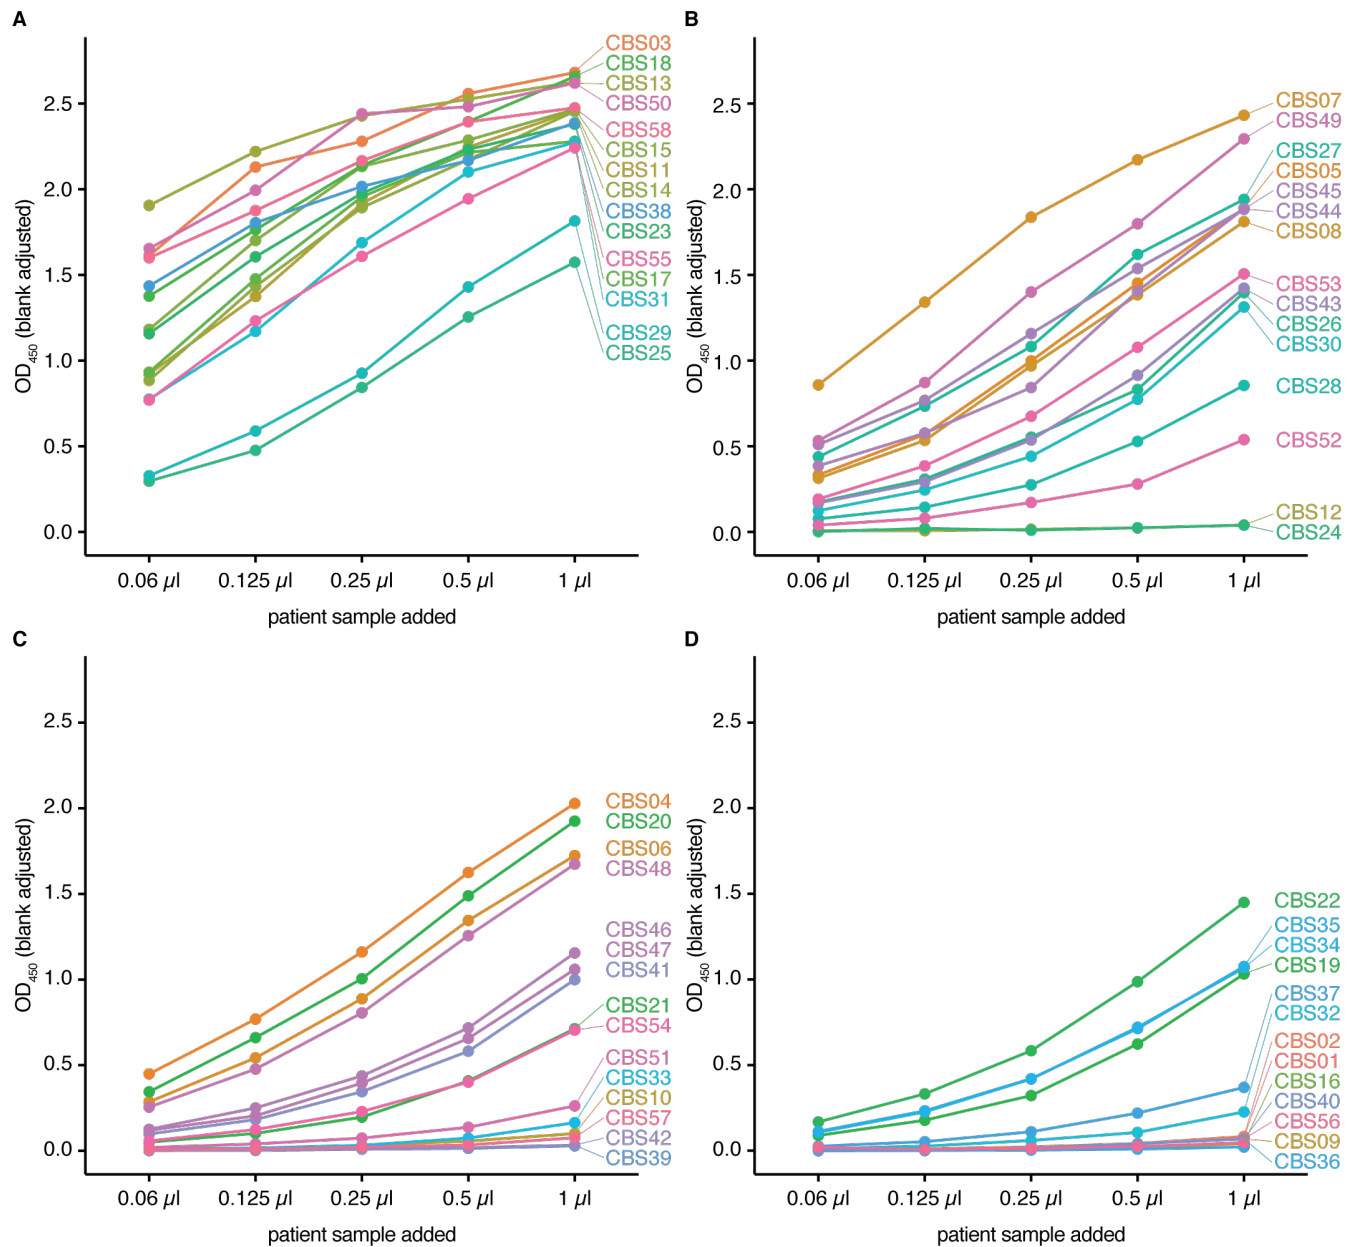 A
OD450 (blank adjusted)
2.5
2.0
1.5
1.0
0.5
0.0
CBS03
CBS18
CBS13
CBS50
CBS58
CBS15
CBS11
CBS14
CBS38
CBS23
CBS55
CBS17
CBS31
CBS29
CBS25
0.06 µl 0.125 µl 0.25 µl 0.5 µl 1 µl
patient sample added
B
OD450 (blank adjusted)
2.5
2.0
1.5
1.0
0.5
0.0
CBS07
CBS49
CBS27
CBS05
CBS45
CBS44
CBS08
CBS53
CBS43
CBS26
CBS30
CBS28
CBS52
CBS12
CBS24
0.06 µl 0.125 µl 0.25 µl 0.5 µl 1 µl
patient sample added
C
OD450 (blank adjusted)
2.5
2.0
1.5
1.0
0.5
0.0
CBS04
CBS20
CBS06
CBS48
CBS46
CBS47
CBS41
CBS21
CBS54
CBS51
CBS33
CBS10
CBS57
CBS42
CBS39
0.06 µl 0.125 µl 0.25 µl 0.5 µl 1 µl
patient sample added
D
OD450 (blank adjusted)
2.5
2.0
1.5
1.0
0.5
0.0
CBS22
CBS35
CBS34
CBS19
CBS37
CBS32
CBS02
CBS01
CBS16
CBS40
CBS56
CBS09
CBS36
0.06 µl 0.125 µl 0.25 µl 0.5 µl 1 µl
patient sample added